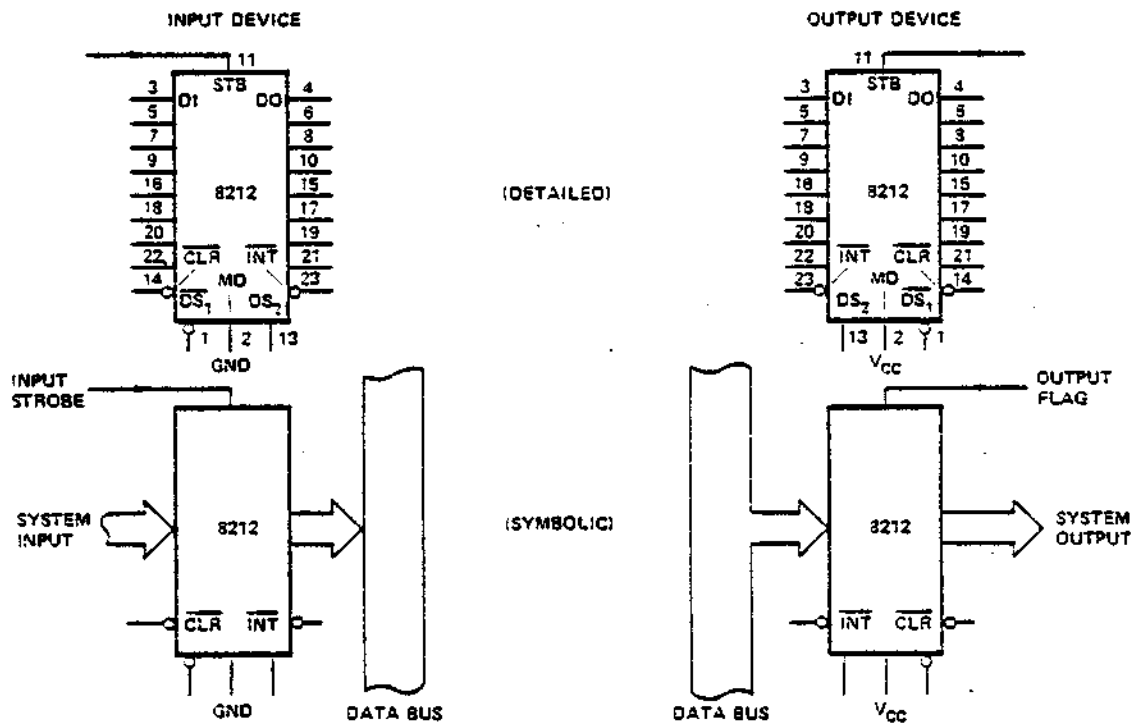 INPUT DEVICE
OUTPUT DEVICE
11
STB
3
DI
DO
4
5
6
7
8
9
10
16
15
8212
18
17
20
19
22
CLR
INT
21
14
MD
23
DS1
DS2
1
2
13
GND
(DETAILED)
11
STB
3
DI
DO
4
5
7
9
10
15
8212
18
17
20
19
22
INT
CLR
21
23
MD
14
DS2
DS1
13
2
1
VCC
INPUT
STROBE
OUTPUT
FLAG
SYSTEM
INPUT
8212
(SYMBOLIC)
8212
SYSTEM
OUTPUT
CLR
INT
INT
CLR
GND
DATA BUS
DATA BUS
VCC